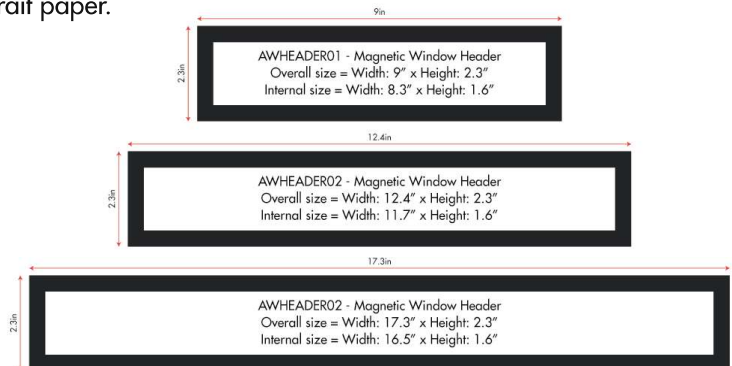 paper.
9in
2.3in
AWHEADER01 - Magnetic Window Header
Overall size = Width: 9” x Height: 2.3”
Internal size = Width: 8.3” x Height: 1.6”
12.4in
2.3in
AWHEADER02 - Magnetic Window Header
Overall size = Width: 12.4” x Height: 2.3”
Internal size = Width: 11.7” x Height: 1.6”
17.3in
2.3in
AWHEADER02 - Magnetic Window Header
Overall size = Width: 17.3” x Height: 2.3”
Internal size = Width: 16.5” x Height: 1.6”